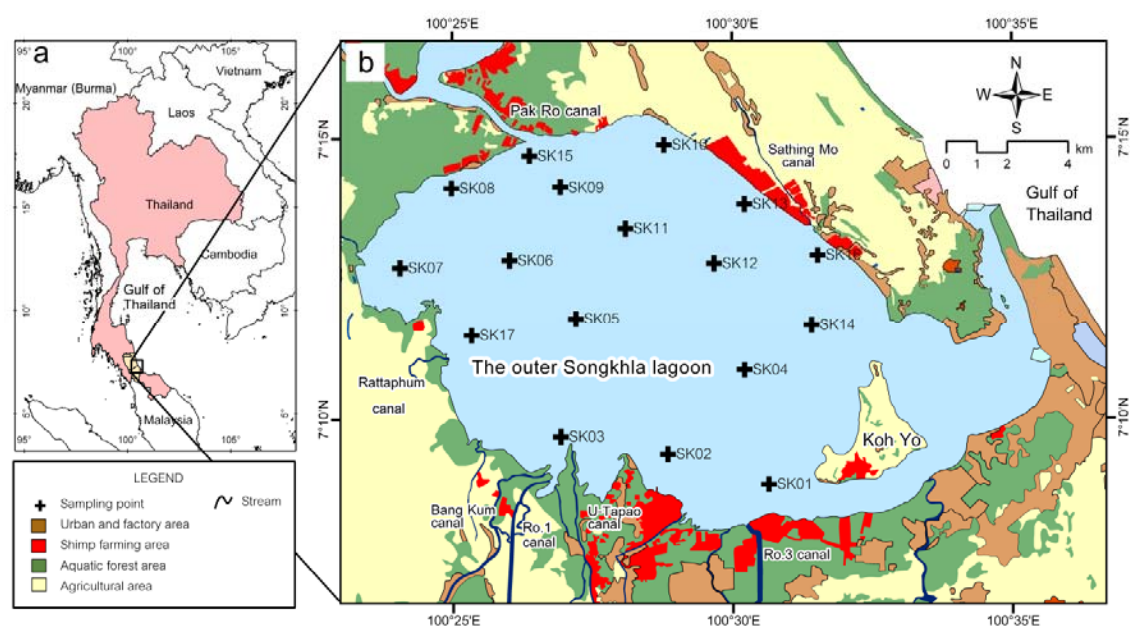 100°25'E 100°30'E 100°35'E
95° 100° 105°
a
Vietnam
Myanmar (Burma)
Laos
20°
Thailand
15°
Cambodia
Gulf of
Thailand
10°
5°
Malaysia
95° 100° 105°
LEGEND
Sampling point
Stream
Urban and factory area
Shimp farming area
Aquatic forest area
Agricultural area
b
N
W E
S
0 1 2 4 km
Pak Ro canal
Sathing Mo
canal
Gulf of
Thailand
7°15'N 7°15'N
SK15
SK08
SK09
SK11
SK07
SK06
SK12
SK05
SK17
SK14
The outer Songkhla lagoon
SK04
Rattaphum
canal
7°10'N 7°10'N
SK03
SK02
Koh Yo
SK01
Bang Kum
canal
Ro.1
canal
U-Tapao
canal
Ro.3 canal
100°25'E 100°30'E 100°35'E